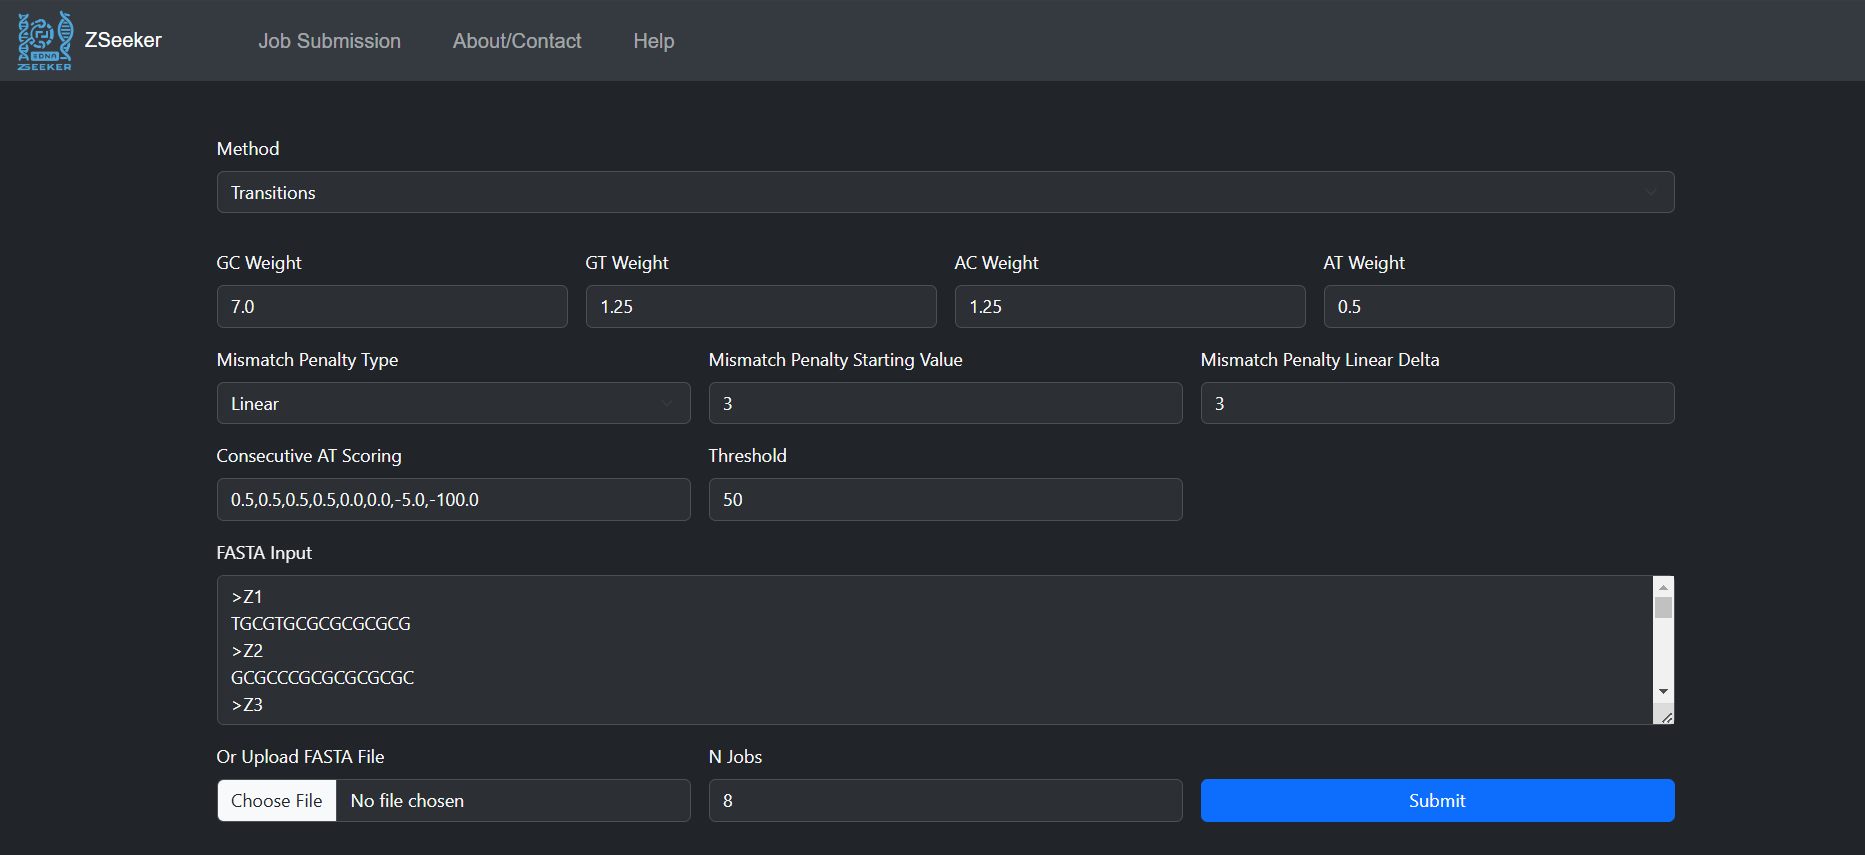 ZDNA
ZSEEKER
ZSeeker
Job Submission
About/Contact
Help
Method
Transitions
GC Weight
GT Weight
AC Weight
AT Weight
7.0
1.25
1.25
0.5
Mismatch Penalty Type
Mismatch Penalty Starting Value
Mismatch Penalty Linear Delta
Linear
3
3
Consecutive AT Scoring
Threshold
0.5,0.5,0.5,0.5,0.0,0.0,-5.0,-100.0
50
FASTA Input
>Z1
TGCGTGCGCGCGCGCG
>Z2
GCGCCCGCGCGCGCGC
>Z3
Or Upload FASTA File
N Jobs
Choose File
No file chosen
8
Submit